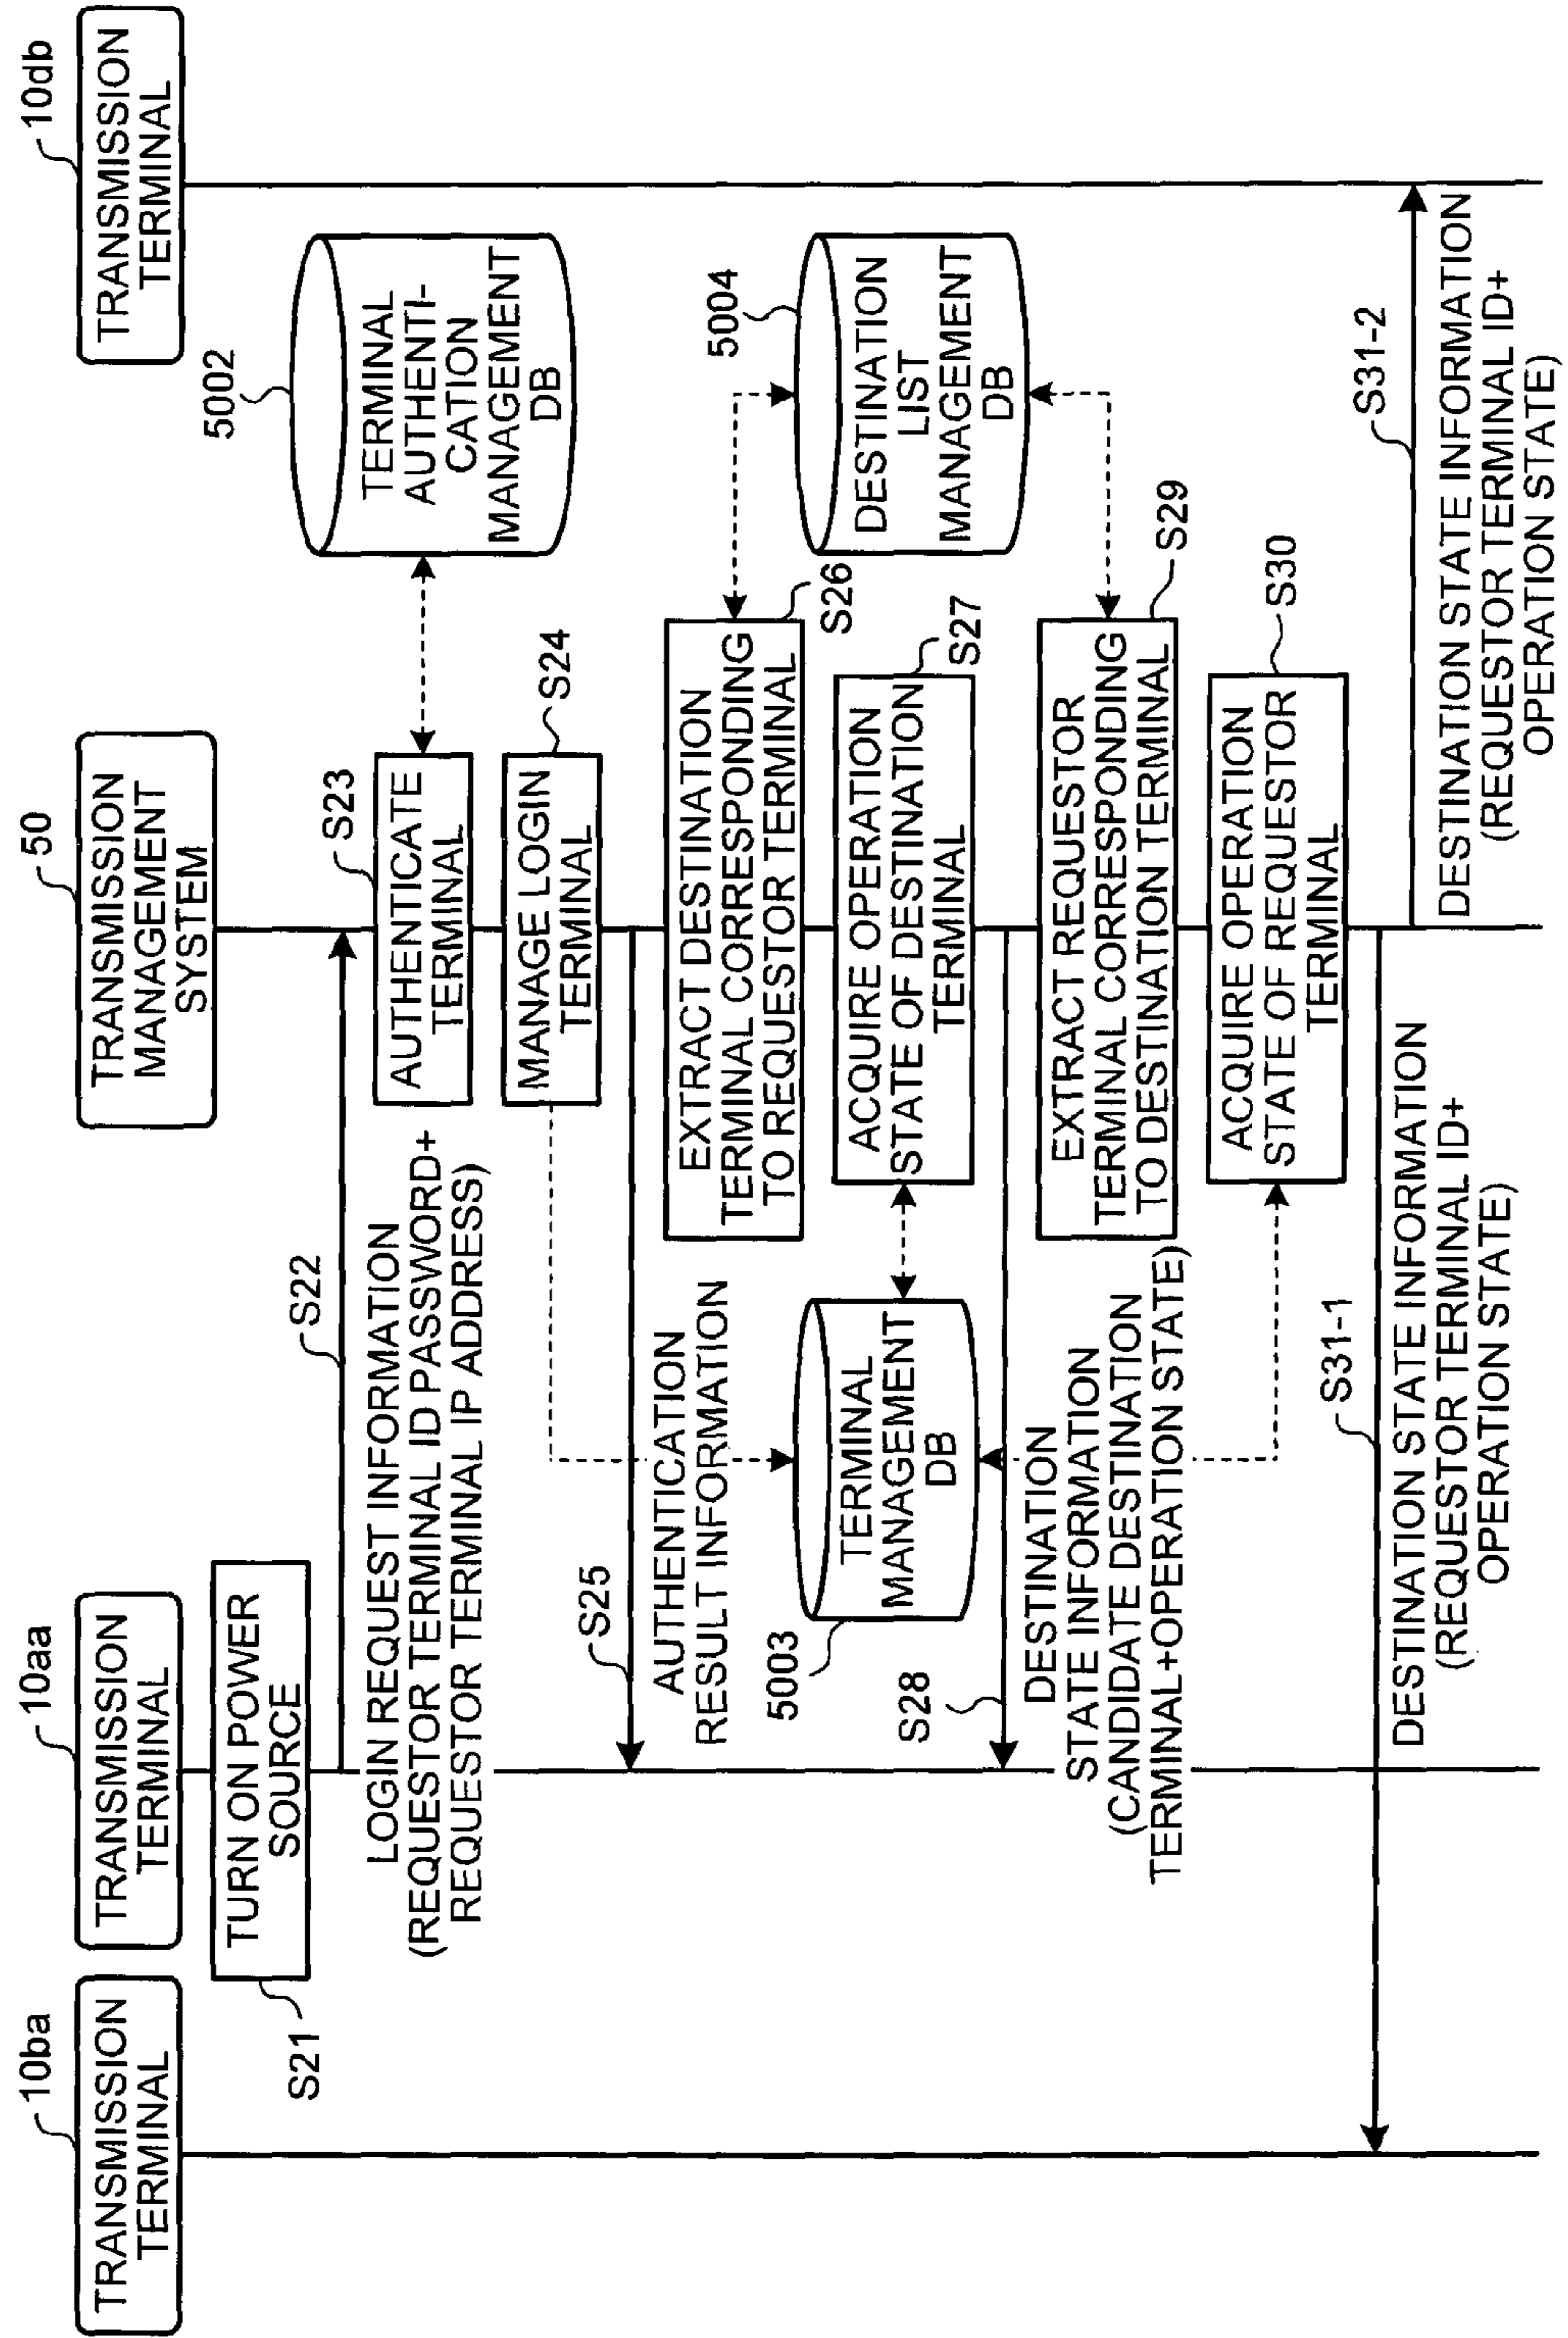 10ba
TRANSMISSION
TERMINAL
10aa
TRANSMISSION
TERMINAL
50
TRANSMISSION
MANAGEMENT
SYSTEM
10db
TRANSMISSION
TERMINAL
S21
TURN ON POWER
SOURCE
S22
LOGIN REQUEST INFORMATION
(REQUESTOR TERMINAL ID PASSWORD+
REQUESTOR TERMINAL IP ADDRESS)
S23
AUTHENTICATE
TERMINAL
5002
TERMINAL
AUTHENTI-
CATION
MANAGEMENT
DB
S24
MANAGE LOGIN
TERMINAL
S25
AUTHENTICATION
RESULT INFORMATION
EXTRACT DESTINATION
TERMINAL CORRESPONDING
TO REQUESTOR TERMINAL
S26
5004
DESTINATION
LIST
MANAGEMENT
DB
5003
TERMINAL
MANAGEMENT
DB
ACQUIRE OPERATION
STATE OF DESTINATION
TERMINAL
S27
S28
DESTINATION
STATE INFORMATION
(CANDIDATE DESTINATION
TERMINAL+OPERATION STATE)
EXTRACT REQUESTOR
TERMINAL CORRESPONDING
TO DESTINATION TERMINAL
S29
ACQUIRE OPERATION
STATE OF REQUESTOR
TERMINAL
S30
S31-1
DESTINATION STATE INFORMATION
(REQUESTOR TERMINAL ID+
OPERATION STATE)
S31-2
DESTINATION STATE INFORMATION
(REQUESTOR TERMINAL ID+
OPERATION STATE)